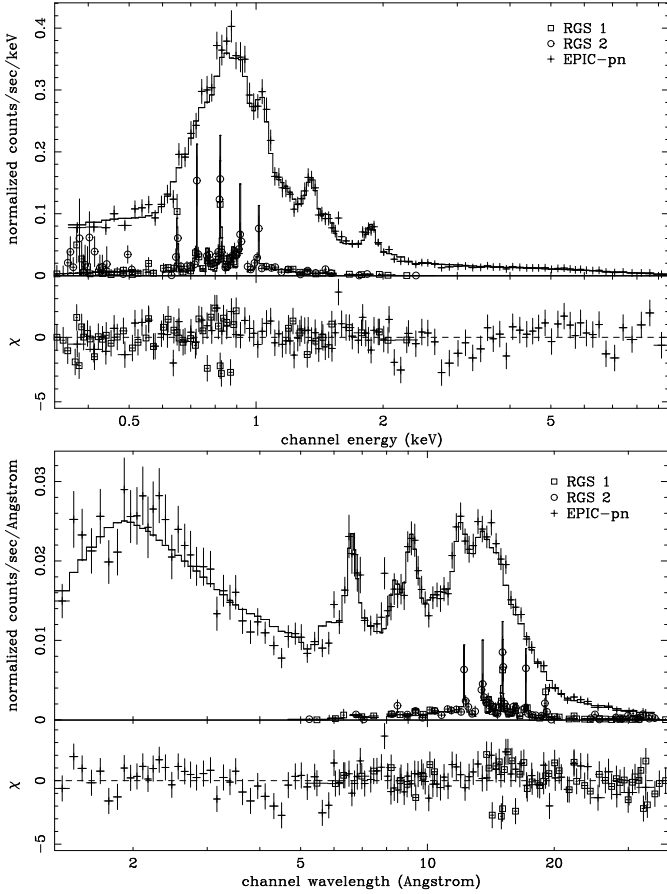 normalized counts/sec/keV
0.4
0.3
0.2
0.1
0
□ RGS 1
○ RGS 2
+ EPIC-pn
χ
0
−5
0.5
1
2
5
channel energy (keV)
normalized counts/sec/Angstrom
0.03
0.02
0.01
0
□ RGS 1
○ RGS 2
+ EPIC-pn
χ
0
−5
2
5
10
20
channel wavelength (Angstrom)